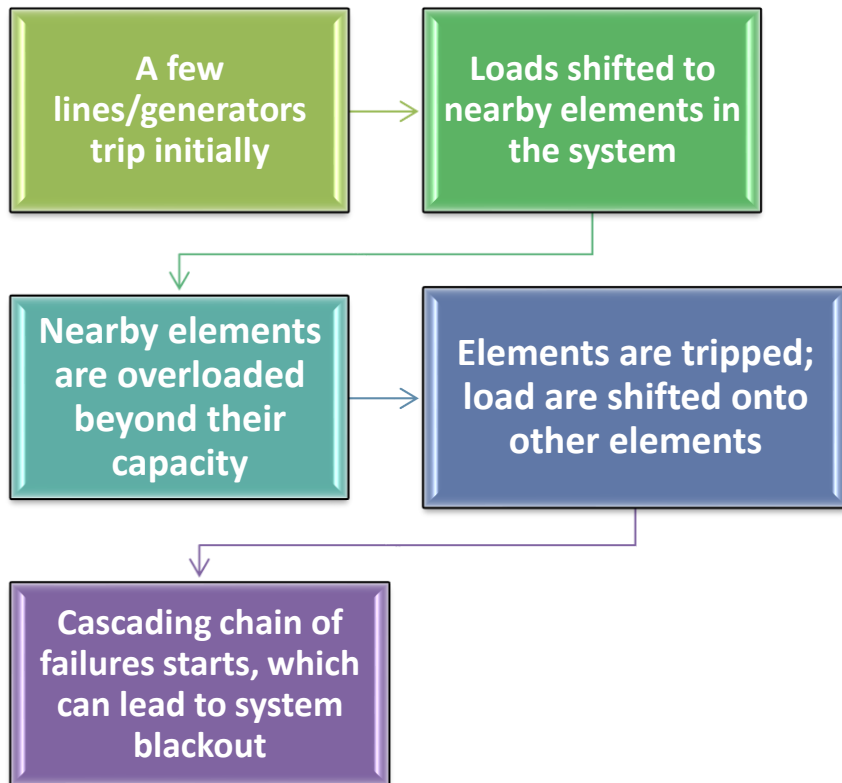 A few
lines/generators
trip initially
Loads shifted to
nearby elements in
the system
Nearby elements
are overloaded
beyond their
capacity
Elements are tripped;
load are shifted onto
other elements
Cascading chain of
failures starts, which
can lead to system
blackout